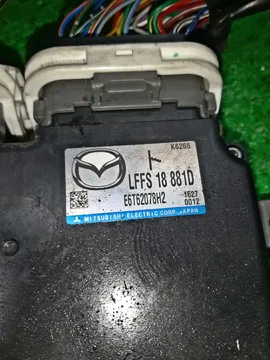 K6266
LFFS 18 881D
E6T62078H2
1627
0012
MITSUBISHI ELECTRIC CORP. JAPAN